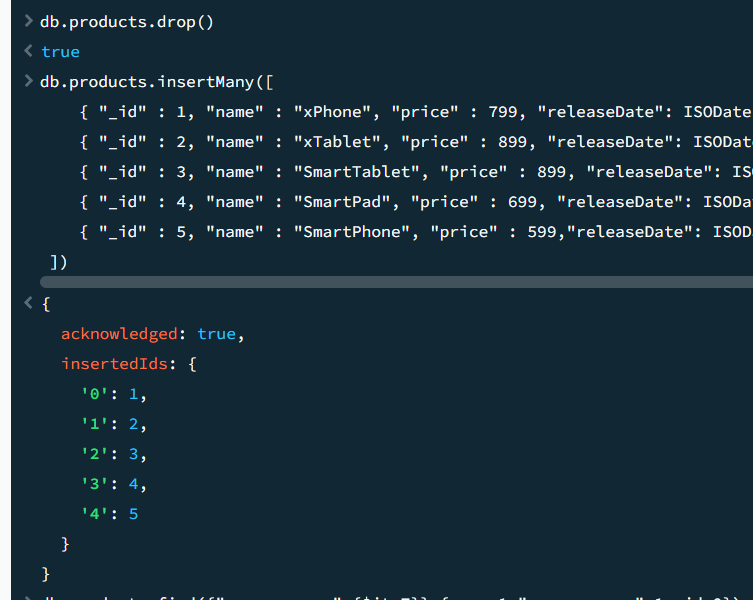 > db.products.drop()
< true
> db.products.insertMany([
{ "_id" : 1, "name" : "xPhone", "price" : 799, "releaseDate": ISODate
{ "_id" : 2, "name" : "xTablet", "price" : 899, "releaseDate": ISODat
{ "_id" : 3, "name" : "SmartTablet", "price" : 899, "releaseDate": IS
{ "_id" : 4, "name" : "SmartPad", "price" : 699, "releaseDate": ISODa
{ "_id" : 5, "name" : "SmartPhone", "price" : 599,"releaseDate": ISOD
])
< {
acknowledged: true,
insertedIds: {
'0': 1,
'1': 2,
'2': 3,
'3': 4,
'4': 5
}
}